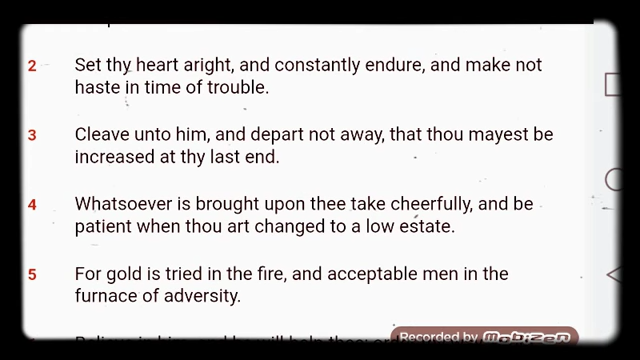 2 Set thy heart aright, and constantly endure, and make not
haste in time of trouble.
3 Cleave unto him, and depart not away, that thou mayest be
increased at thy last end.
4 Whatsoever is brought upon thee take cheerfully, and be
patient when thou art changed to a low estate.
5 For gold is tried in the fire, and acceptable men in the
furnace of adversity.
Recorded by mobizen